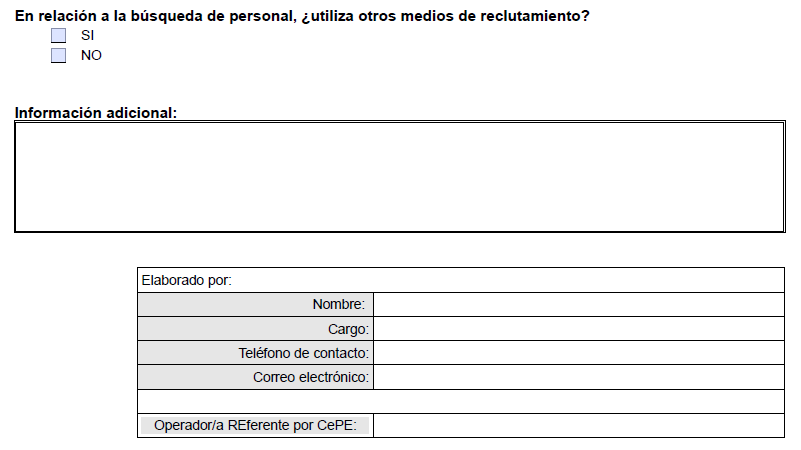 En relación a la búsqueda de personal, ¿utiliza otros medios de reclutamiento?
SI
NO
Información adicional:
Elaborado por:
Nombre:
Cargo:
Teléfono de contacto:
Correo electrónico:
Operador/a REferente por CePE: